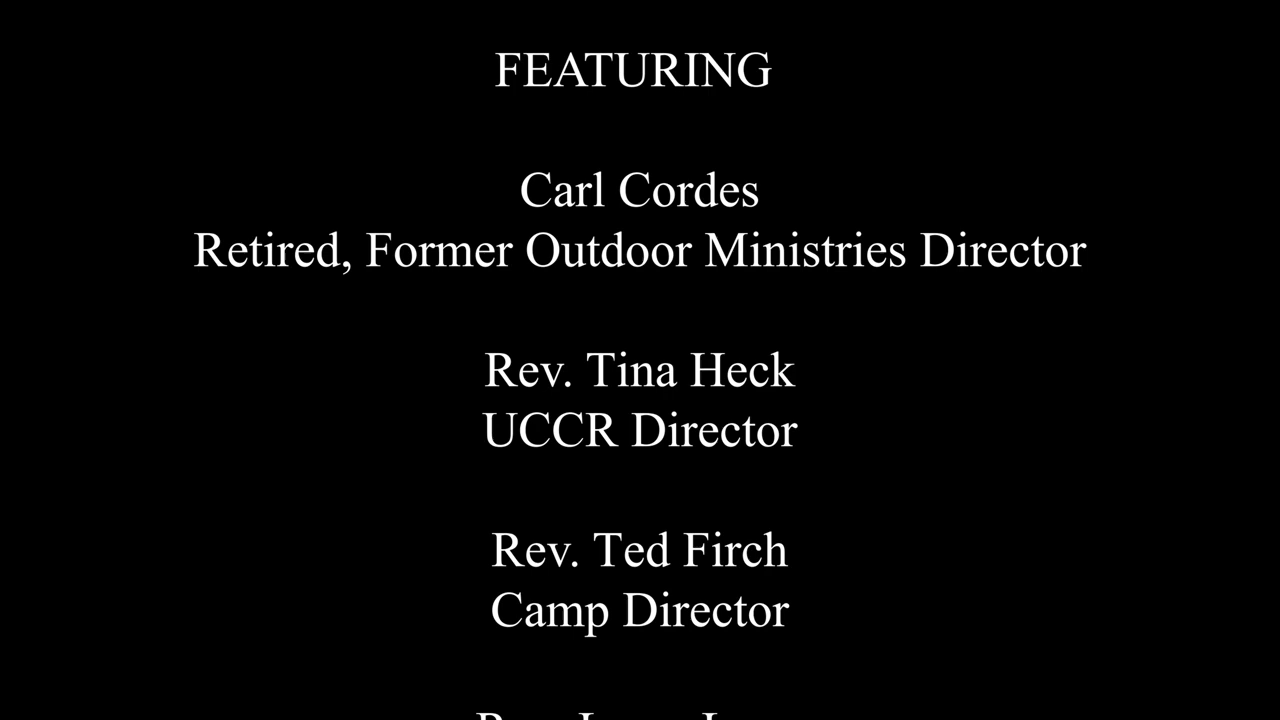 FEATURING
Carl Cordes
Retired, Former Outdoor Ministries Director
Rev. Tina Heck
UCCR Director
Rev. Ted Firch
Camp Director